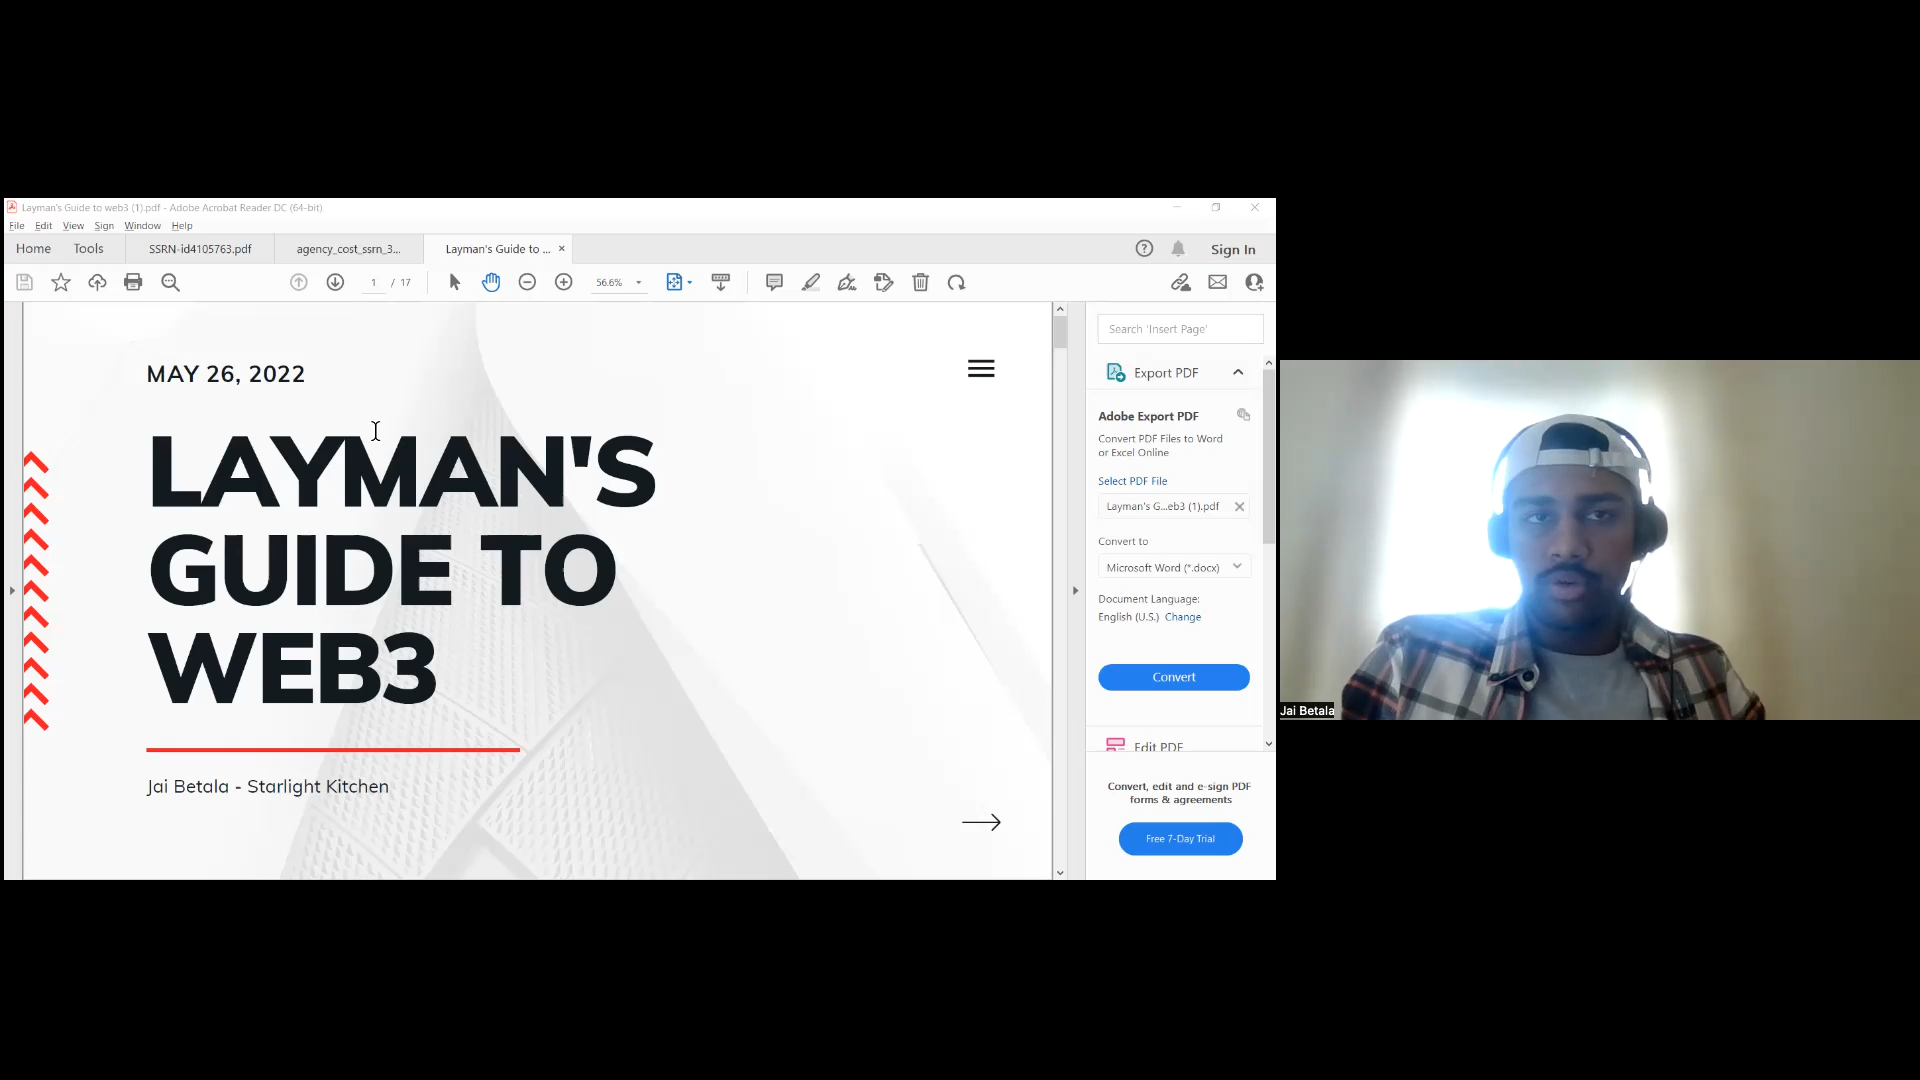 Layman's Guide to web3 (1).pdf - Adobe Acrobat Reader DC (64-bit)
File Edit View Sign Window Help
Home Tools SSRN-id4105763.pdf agency_cost_ssrn_3... Layman's Guide to ... × Sign In
1 / 17 56.6%
MAY 26, 2022
LAYMAN'S
GUIDE TO
WEB3
Jai Betala - Starlight Kitchen
Search 'Insert Page'
Export PDF
Adobe Export PDF
Convert PDF Files to Word
or Excel Online
Select PDF File
Layman's G...eb3 (1).pdf
Convert to
Microsoft Word (*.docx)
Document Language:
English (U.S.) Change
Convert
Edit PDF
Convert, edit and e-sign PDF
forms & agreements
Free 7-Day Trial
Jai Betala